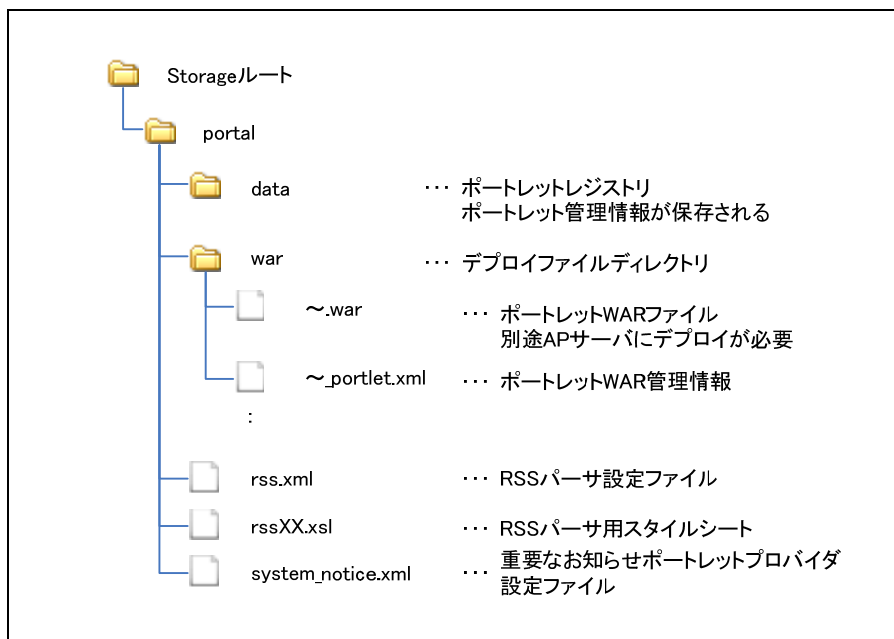 Storageルート
portal
data ・・・ ポートレットレジストリ
ポートレット管理情報が保存される
war ・・・ デプロイファイルディレクトリ
～.war ・・・ ポートレットWARファイル
別途APサーバにデプロイが必要
～_portlet.xml ・・・ ポートレットWAR管理情報
:
rss.xml ・・・ RSSパーサ設定ファイル
rssXX.xsl ・・・ RSSパーサ用スタイルシート
system_notice.xml ・・・ 重要なお知らせポートレットプロバイダ
設定ファイル